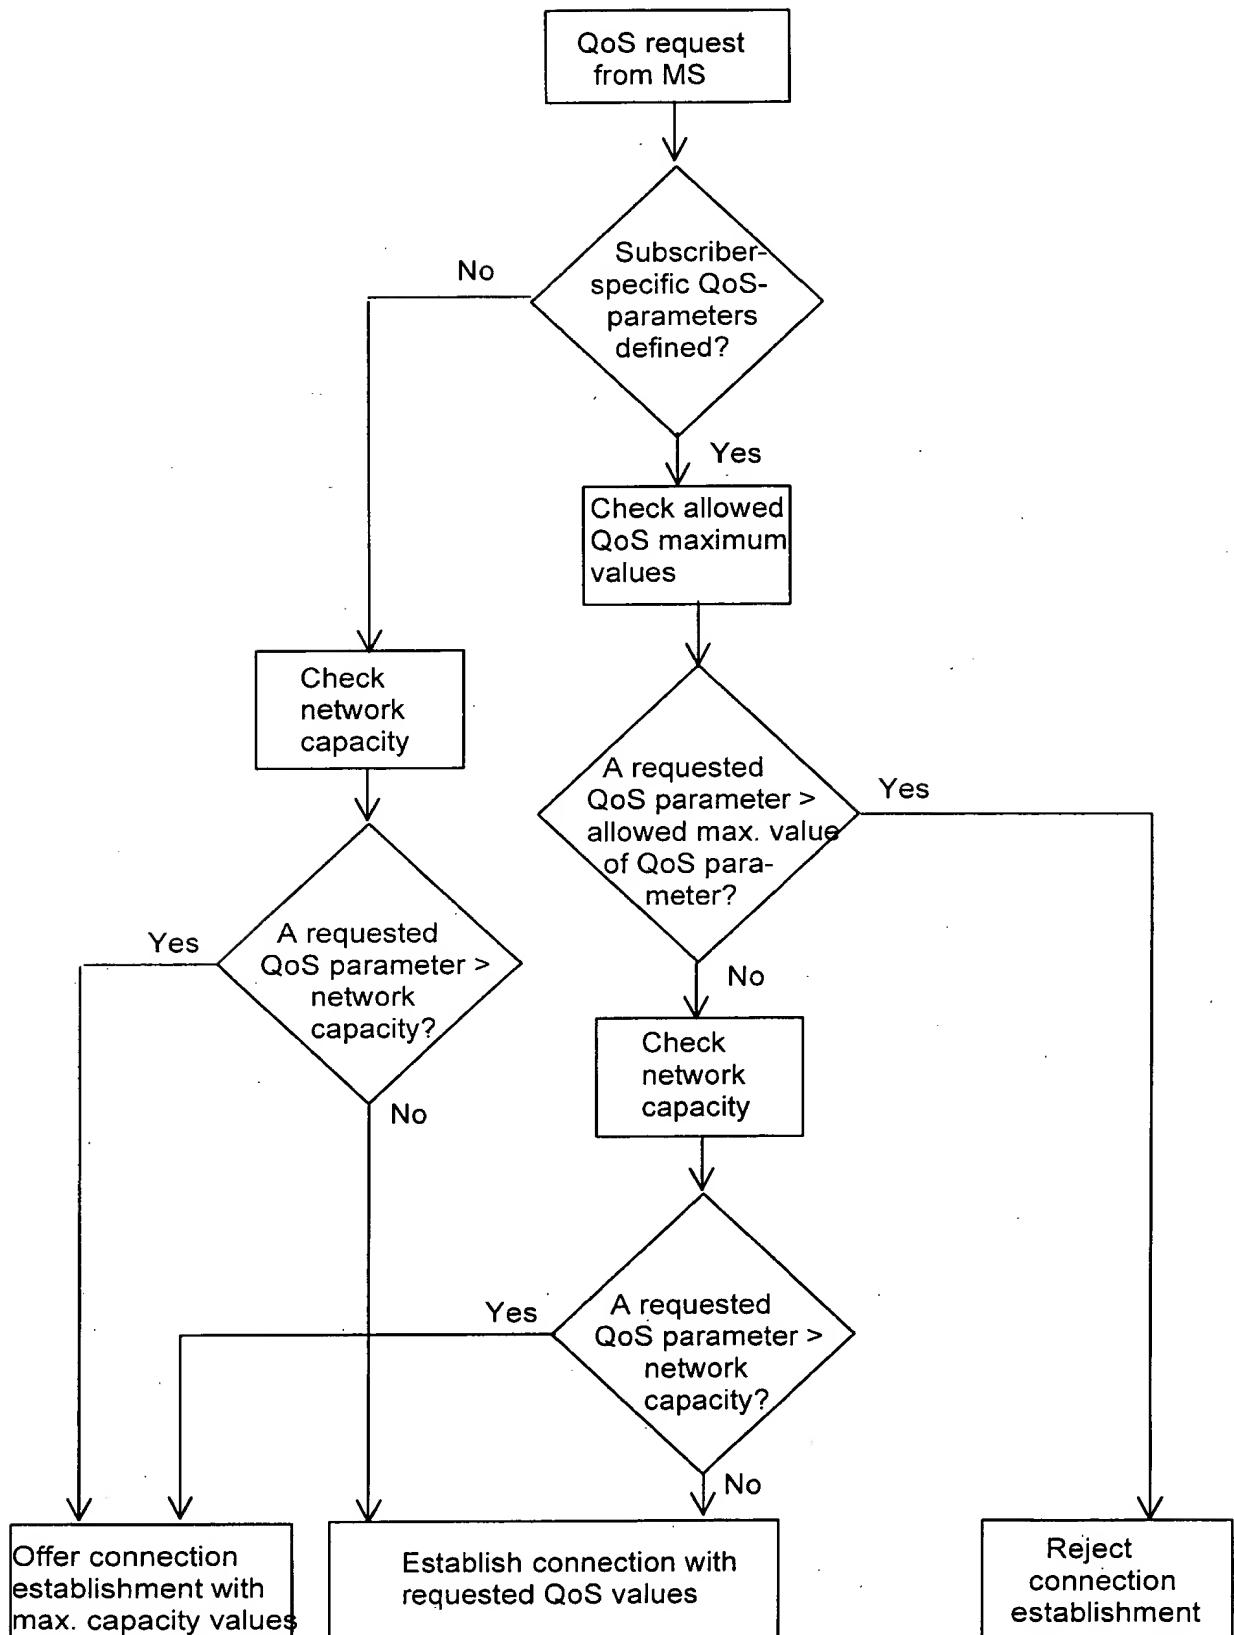 QoS request
from MS
Subscriber-
specific QoS-
parameters
defined?
No
Yes
Check allowed
QoS maximum
values
Check
network
capacity
A requested
QoS parameter >
allowed max. value
of QoS para-
meter?
Yes
A requested
QoS parameter >
network
capacity?
Yes
No
No
Check
network
capacity
A requested
QoS parameter >
network
capacity?
Yes
No
Offer connection
establishment with
max. capacity values
Establish connection with
requested QoS values
Reject
connection
establishment